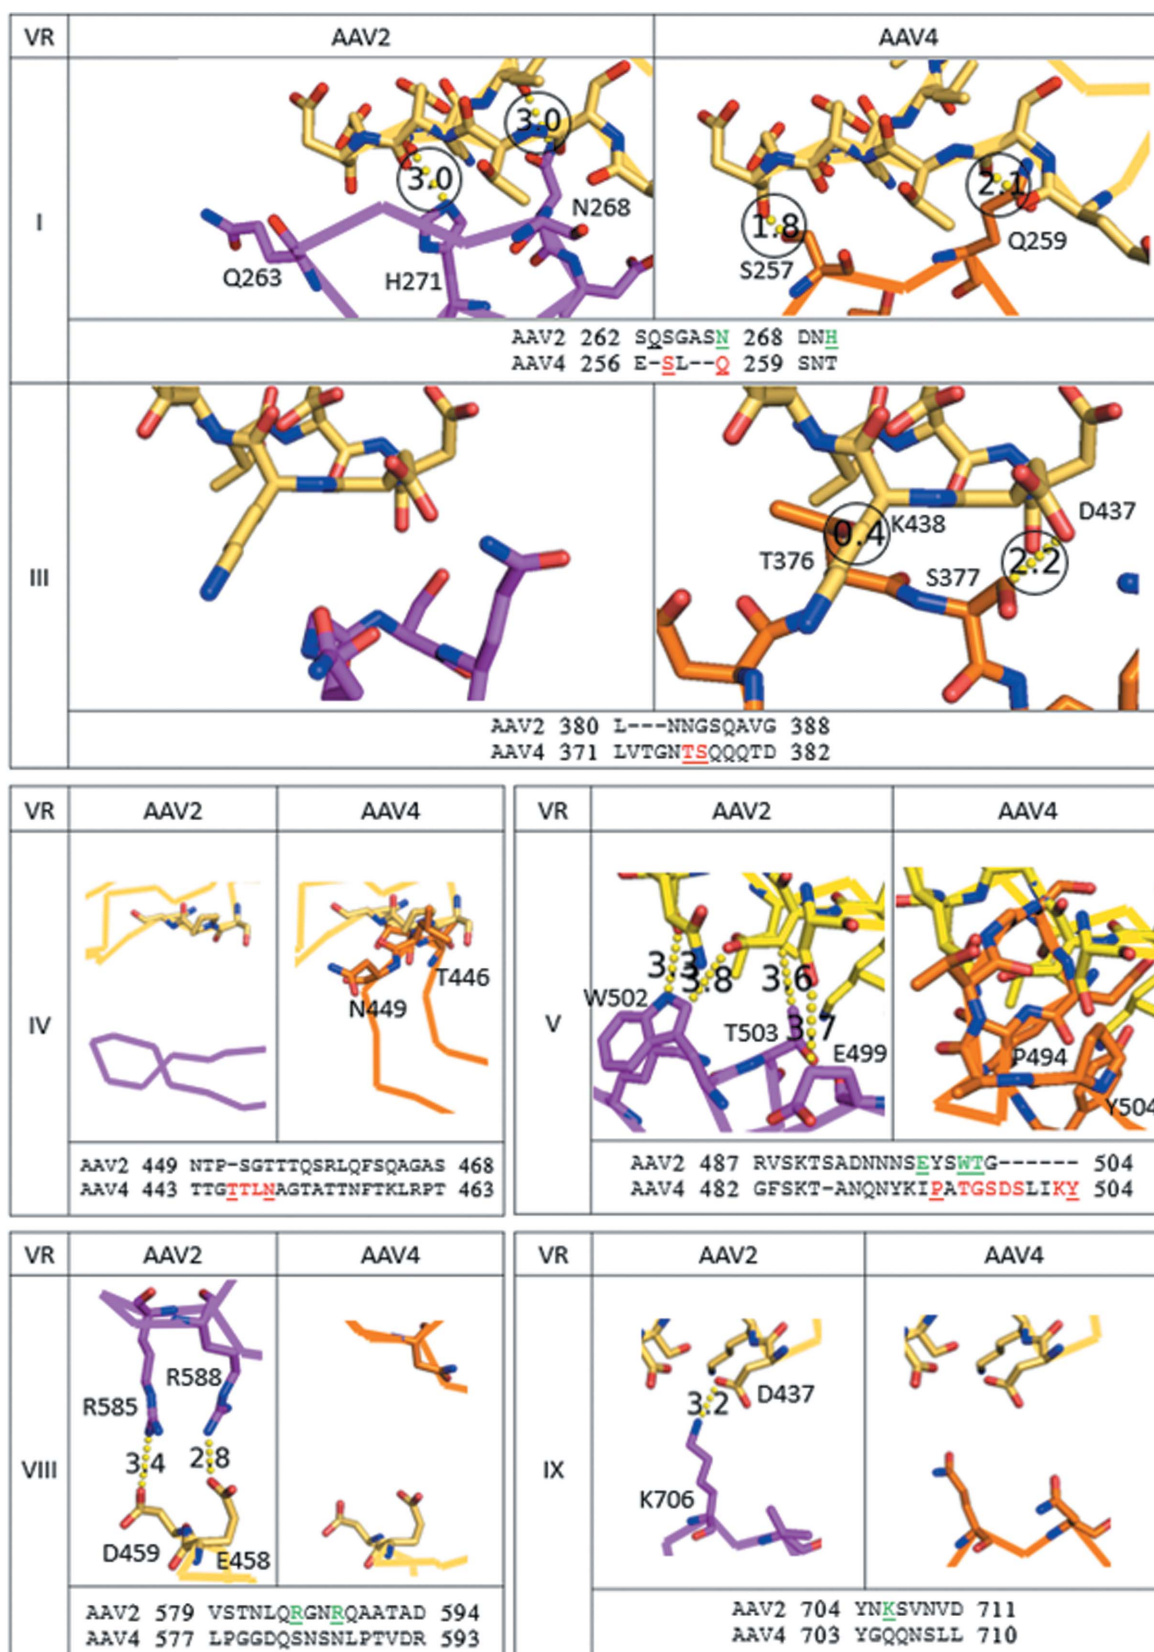 VR AAV2 AAV4
I
3.0
3.0
N268
Q263
H271
2.1
1.8
Q259
S257
AAV2 262 SQSGASN 268 DNH
AAV4 256 E-SL--Q 259 SNT
III
0.4
K438
D437
T376
S377
2.2
AAV2 380 L---NNGSQAVG 388
AAV4 371 LVTGNTSQQQTD 382
VR AAV2 AAV4
IV
T446
N449
AAV2 449 NTP-SGTTTQSRLQFSQAGAS 468
AAV4 443 TTGTTLNAGTATTNFTKLRPT 463
VR AAV2 AAV4
V
3.3
3.8
3.6
W502
T503
3.7
E499
P494
Y504
AAV2 487 RVSKTSADNNNSEYSWTG------ 504
AAV4 482 GFSKT-ANQNYKIPATGSDSLIKY 504
VR AAV2 AAV4
VIII
R588
R585
3.4
2.8
D459
E458
AAV2 579 VSTNLQRGNRQAATAD 594
AAV4 577 LPGGDQSNSNLPTVDR 593
VR AAV2 AAV4
IX
D437
3.2
K706
AAV2 704 YNKSVNVD 711
AAV4 703 YGQQNSLL 710